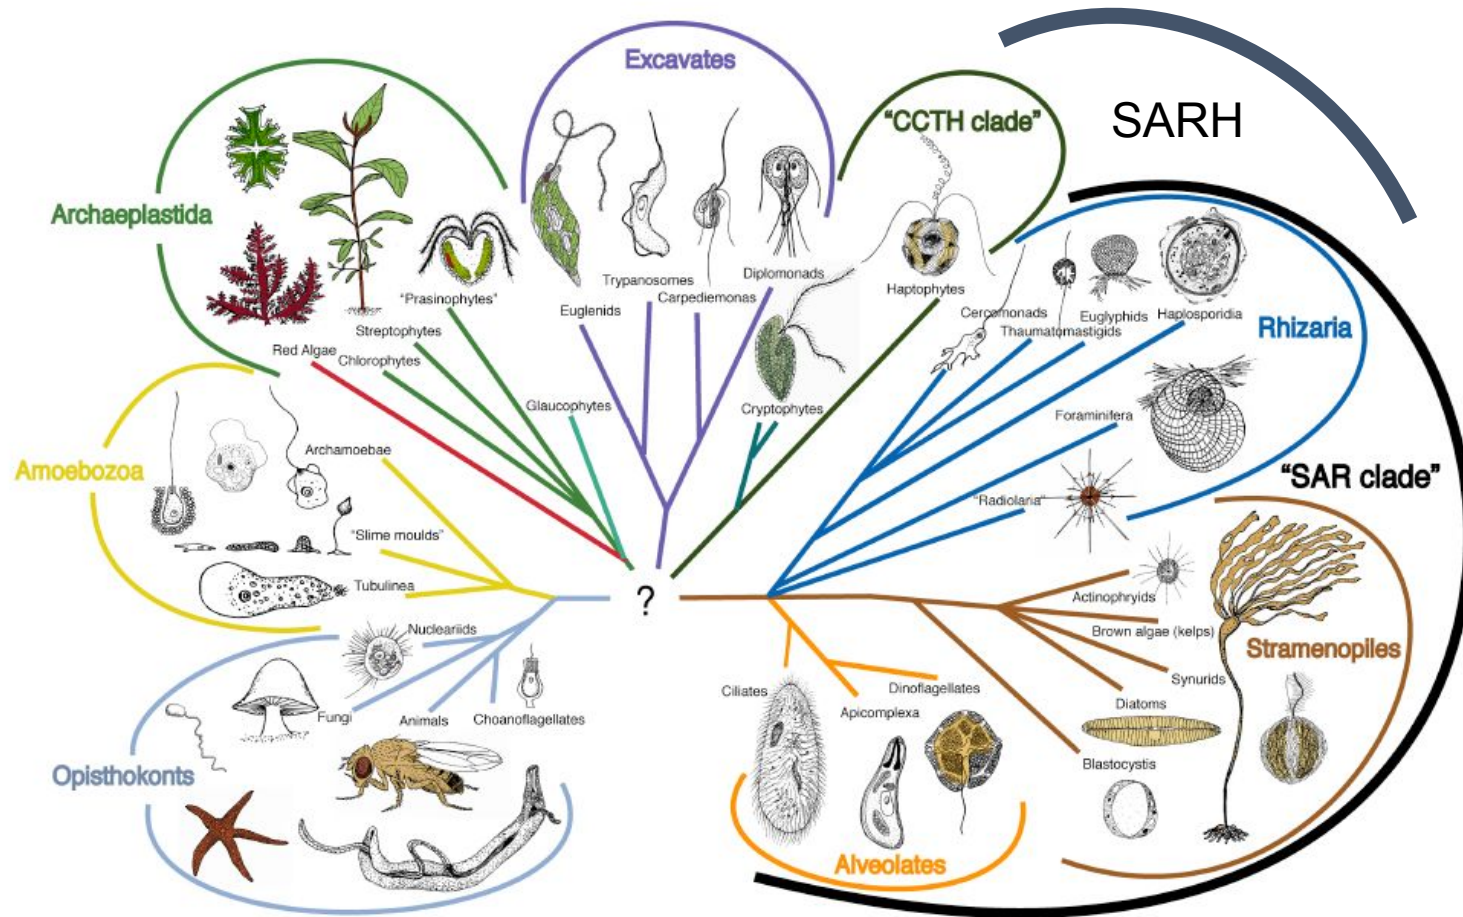 Excavates
"CCTH clade"
SARH
Archaeplastida
"Prasinophytes"
Streptophytes
Red Algae
Chlorophytes
Glaucophytes
Euglenids
Trypanosomes
Carpediemonas
Diplomonads
Cryptophytes
Haptophytes
Cercomonads
Thaumatomastigids
Euglyphids
Haplosporidia
Rhizaria
Foraminifera
"Radiolaria"
"SAR clade"
Amoebozoa
Archamoebae
"Slime moulds"
Tubulinea
?
Actinophryids
Brown algae (kelps)
Stramenopiles
Synurids
Diatoms
Blastocystis
Nucleariids
Fungi
Animals
Choanoflagellates
Opisthokonts
Ciliates
Apicomplexa
Dinoflagellates
Alveolates